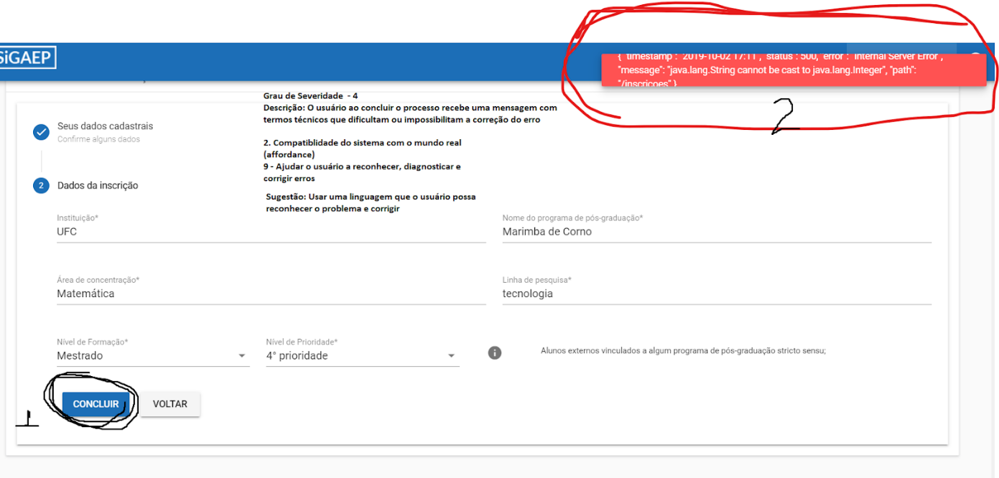 SiGAEP
{ "timestamp": "2019-10-02 17:11", "status": 500, "error": "Internal Server Error",
"message": "java.lang.String cannot be cast to java.lang.Integer", "path":
"/inscricoes" }
Grau de Severidade - 4
Descrição: O usuário ao concluir o processo recebe uma mensagem com
termos técnicos que dificultam ou impossibilitam a correção do erro
2
Seus dados cadastrais
Confirme alguns dados
2. Compatiblidade do sistema com o mundo real
(affordance)
9 - Ajudar o usuário a reconhecer, diagnosticar e
corrigir erros
2 Dados da inscrição
Sugestão: Usar uma linguagem que o usuário possa
reconhecer o problema e corrigir
Instituição*
UFC
Nome do programa de pós-graduação*
Marimba de Corno
Área de concentração*
Matemática
Linha de pesquisa*
tecnologia
Nível de Formação*
Mestrado
Nível de Prioridade*
4° prioridade
Alunos externos vinculados a algum programa de pós-graduação stricto sensu;
CONCLUIR
VOLTAR
1